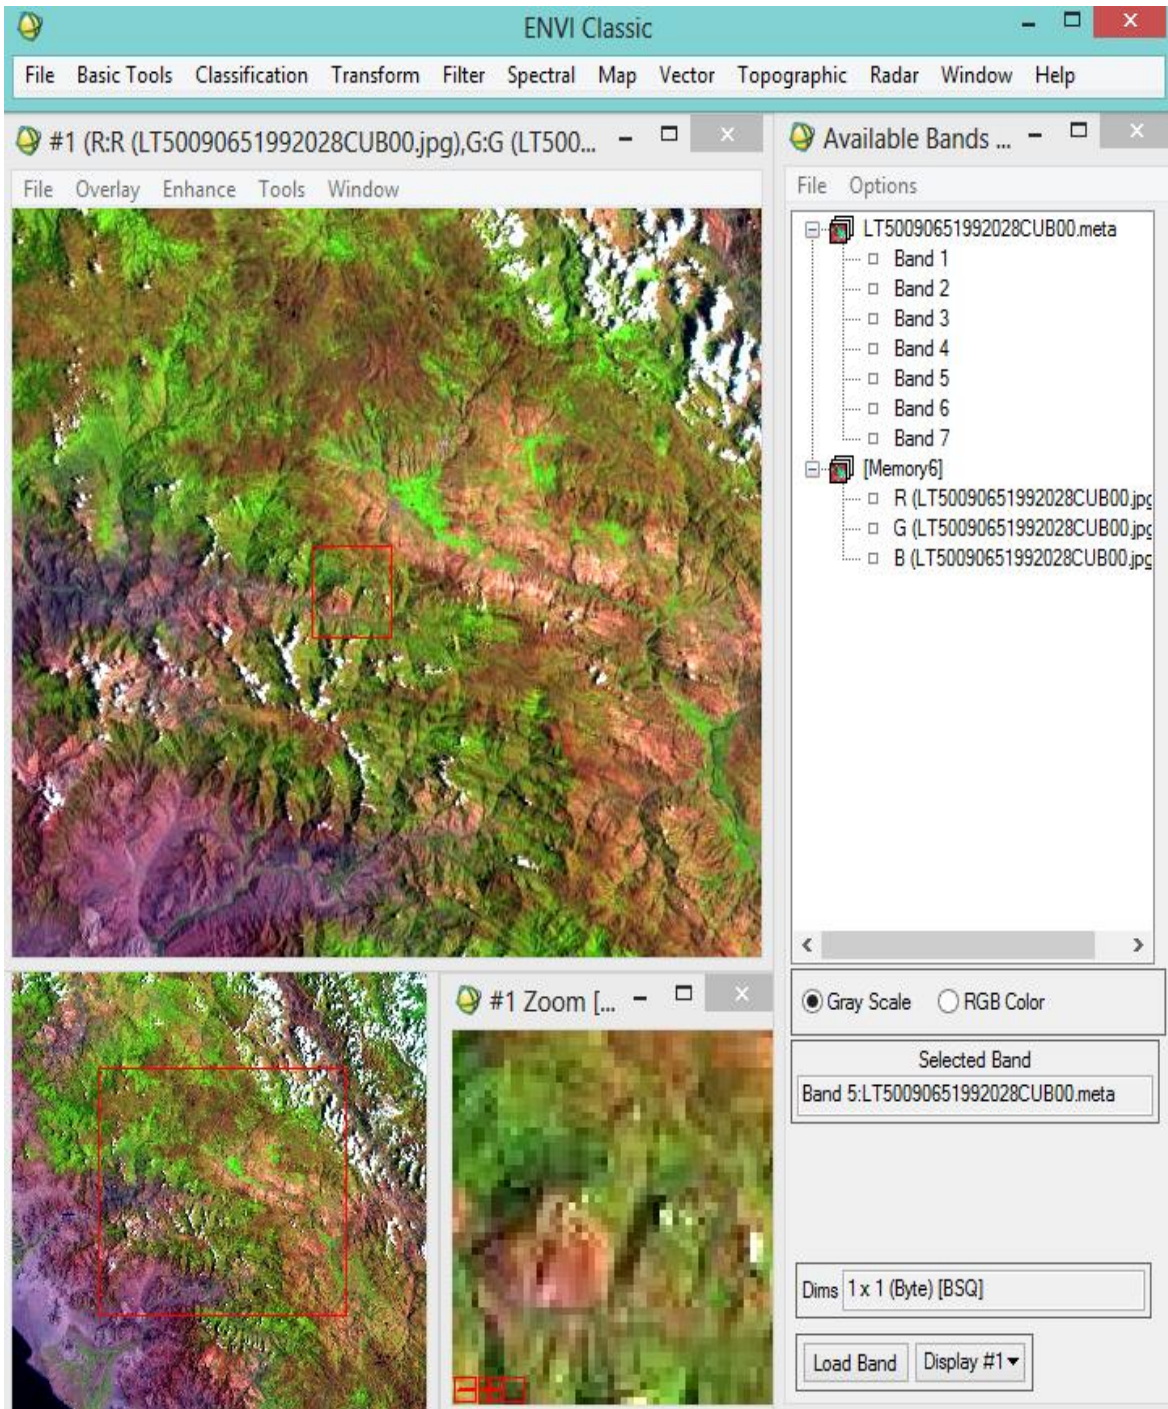 ENVI Classic
File Basic Tools Classification Transform Filter Spectral Map Vector Topographic Radar Window Help
#1 (R:R (LT50090651992028CUB00.jpg),G:G (LT500...
File Overlay Enhance Tools Window
Available Bands ...
File Options
LT50090651992028CUB00.meta
Band 1
Band 2
Band 3
Band 4
Band 5
Band 6
Band 7
[Memory6]
R (LT50090651992028CUB00.jpg
G (LT50090651992028CUB00.jpg
B (LT50090651992028CUB00.jpg
Gray Scale RGB Color
Selected Band
Band 5:LT50090651992028CUB00.meta
Dims 1 x 1 (Byte) [BSQ]
Load Band Display #1
#1 Zoom [...